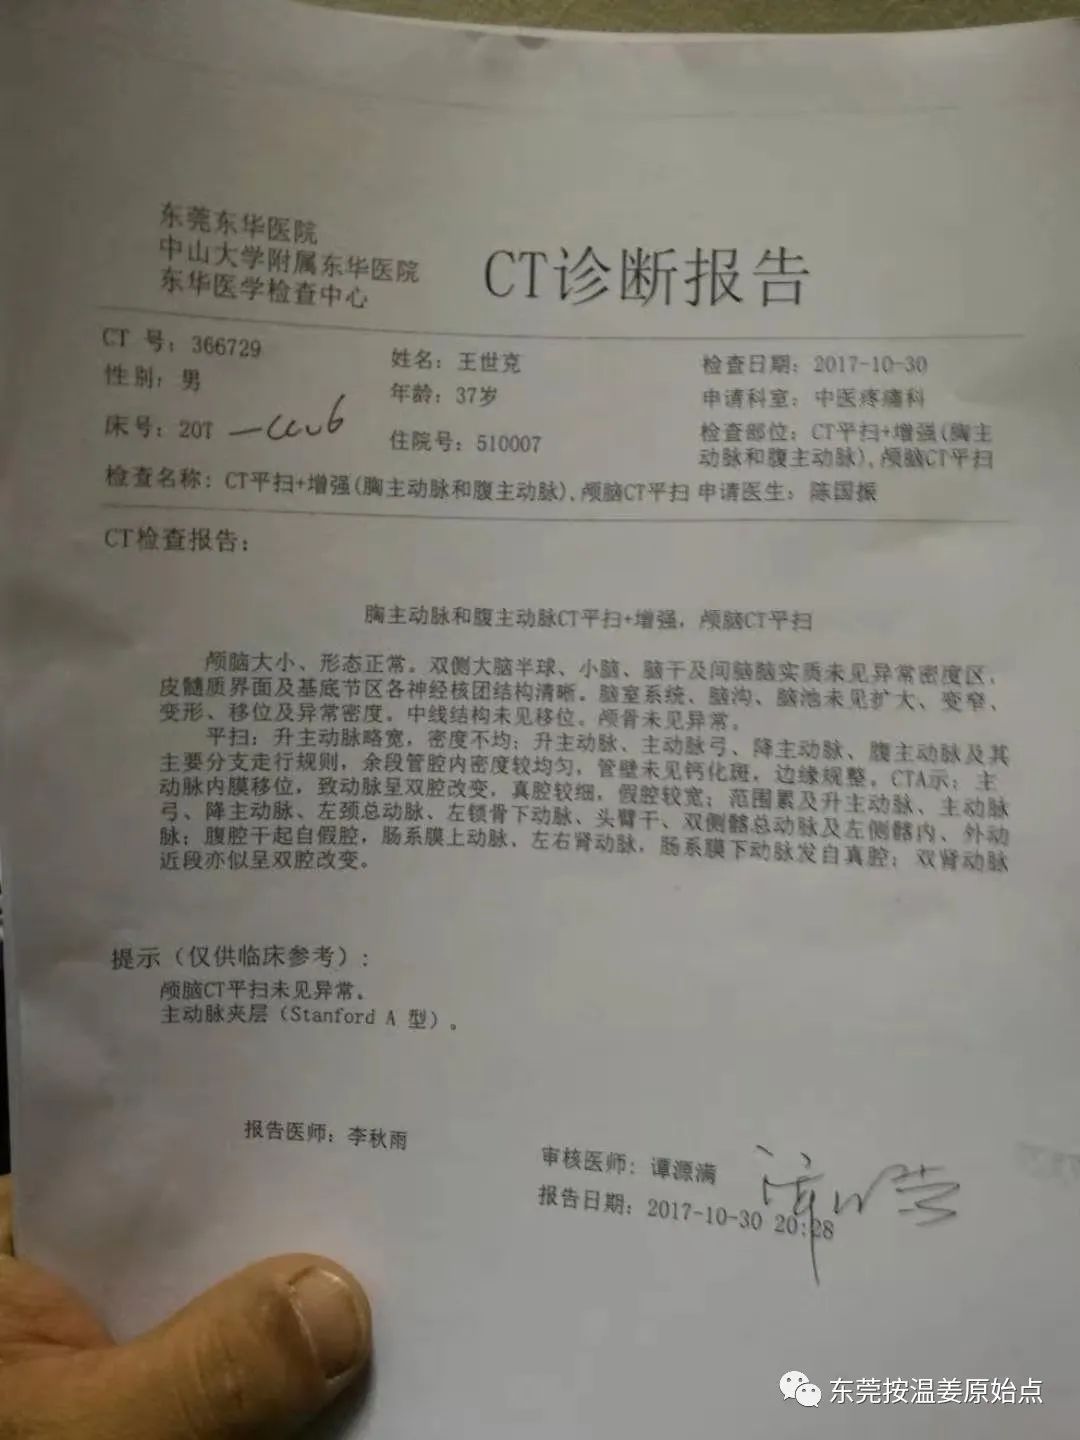 东莞东华医院
中山大学附属东华医院
东华医学检查中心
CT诊断报告
CT 号：366729
姓名：王世克
检查日期：2017-10-30
性别：男
年龄：37岁
申请科室：中医疼痛科
床号：20T —ccu6
住院号：510007
检查部位：CT平扫+增强(胸主
动脉和腹主动脉),颅脑CT平扫
检查名称：CT平扫+增强(胸主动脉和腹主动脉),颅脑CT平扫 申请医生：陈国振
CT检查报告：
胸主动脉和腹主动脉CT平扫+增强，颅脑CT平扫
颅脑大小、形态正常。双侧大脑半球、小脑、脑干及间脑脑实质未见异常密度区，
皮髓质界面及基底节区各神经核团结构清晰。脑室系统、脑沟、脑池未见扩大、变窄、
变形、移位及异常密度。中线结构未见移位。颅骨未见异常。
平扫：升主动脉略宽，密度不均；升主动脉、主动脉弓、降主动脉、腹主动脉及其
主要分支走行规则，余段管腔内密度较均匀，管壁未见钙化斑，边缘规整。CTA示：主
动脉内膜移位，致动脉呈双腔改变，真腔较细，假腔较宽；范围累及升主动脉、主动脉
弓、降主动脉、左颈总动脉、左锁骨下动脉、头臂干、双侧髂总动脉及左侧髂内、外动
脉；腹腔干起自假腔，肠系膜上动脉、左右肾动脉，肠系膜下动脉发自真腔；双肾动脉
近段亦似呈双腔改变。
提示（仅供临床参考）：
颅脑CT平扫未见异常。
主动脉夹层（Stanford A 型）。
报告医师：李秋雨
审核医师：谭源满
报告日期：2017-10-30 20:28
东莞按温姜原始点